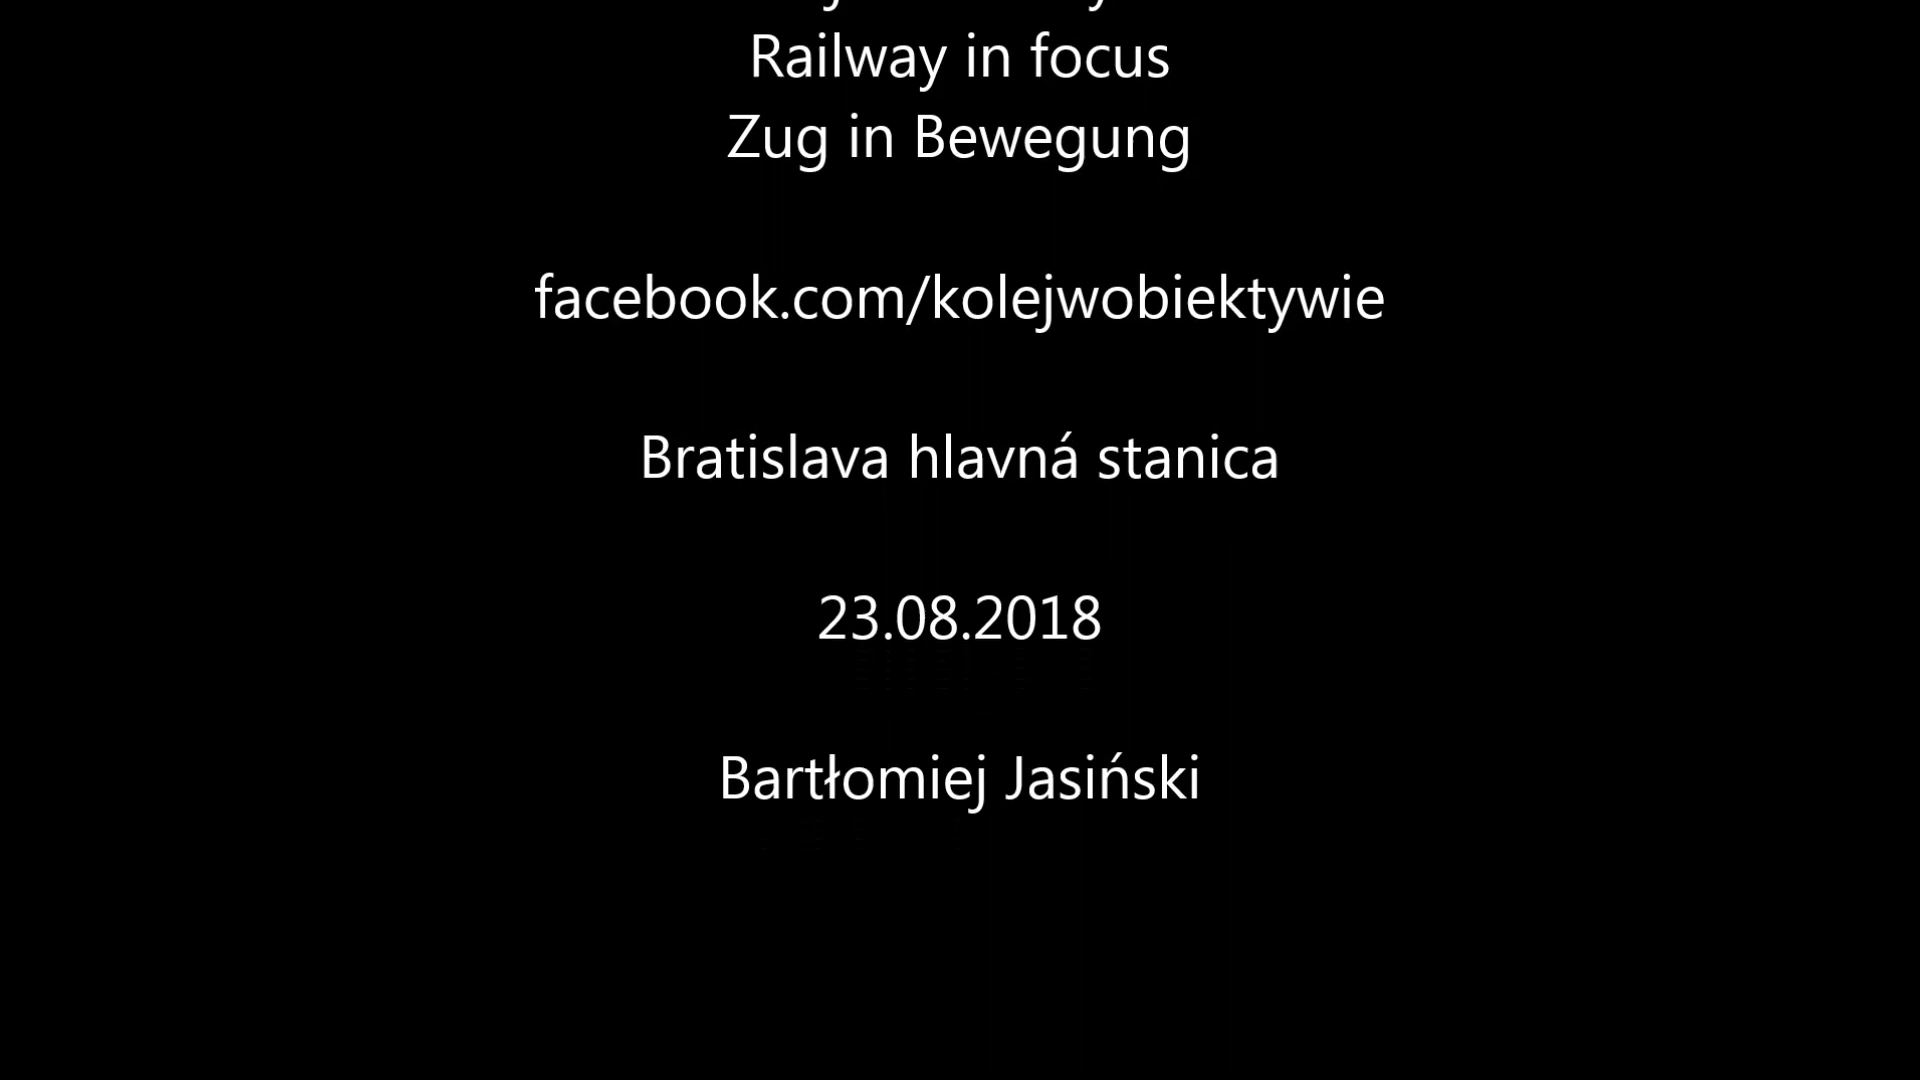 Railway in focus
Zug in Bewegung
facebook.com/kolejwobiektywie
Bratislava hlavná stanica
23.08.2018
Bartłomiej Jasiński